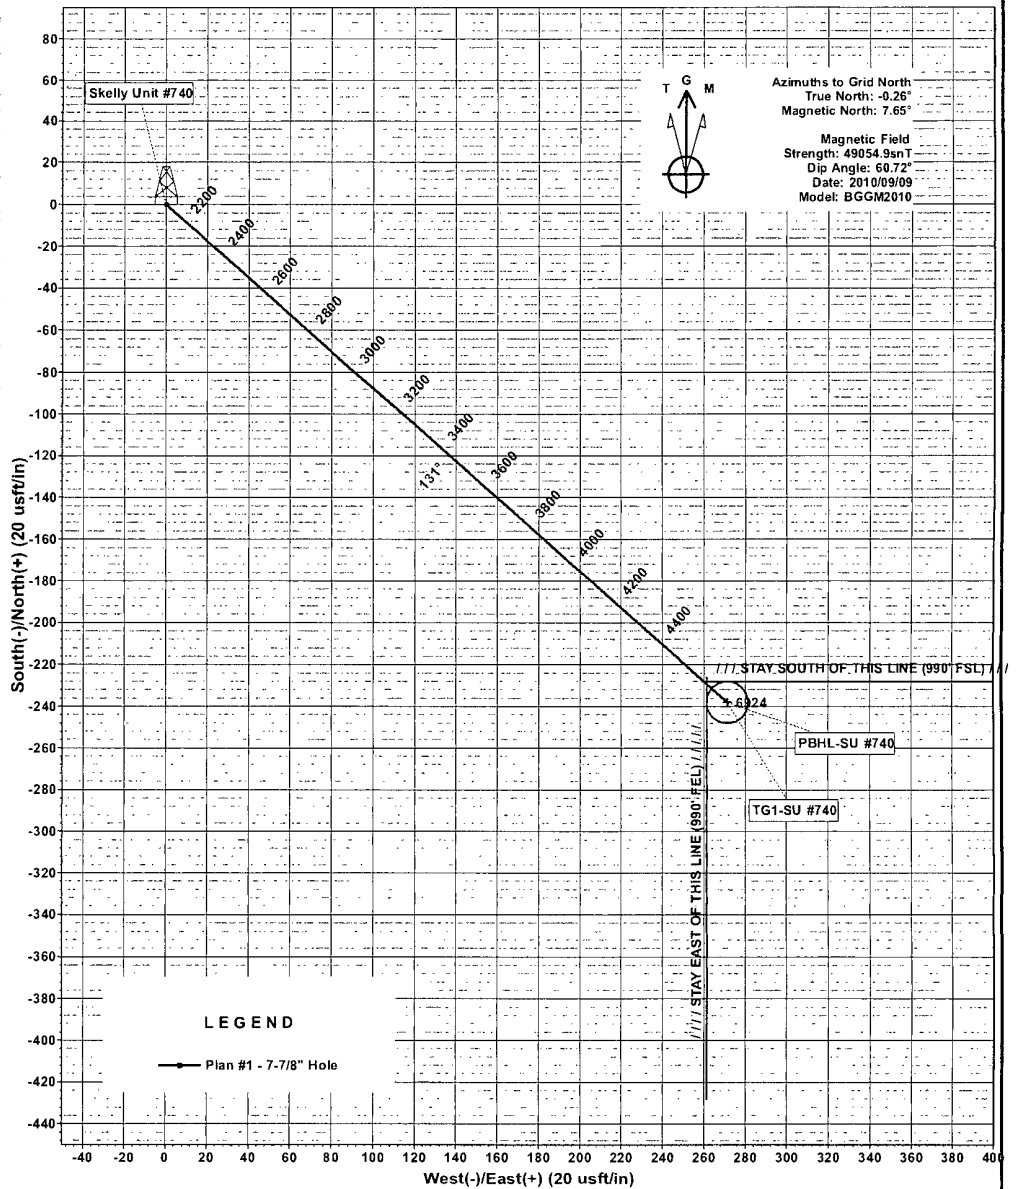 80
60
40
20
0
-20
-40
-60
-80
-100
-120
-140
-160
-180
-200
-220
-240
-260
-280
-300
-320
-340
-360
-380
-400
-420
-440
South(-)/North(+) (20 usft/in)
Skelly Unit #740
T G M
Azimuths to Grid North
True North: -0.26°
Magnetic North: 7.65°
Magnetic Field
Strength: 49054.9snT
Dip Angle: 60.72°
Date: 2010/09/09
Model: BGGM2010
2200
2400
2600
2800
3000
3200
3400
131°
3600
3800
4000
4200
4400
/ / / STAY SOUTH OF THIS LINE (990' FSL) / / /
6924
PBHL-SU #740
TG1-SU #740
/ / / / STAY EAST OF THIS LINE (990' FEL) / / / / /
LEGEND
Plan #1 - 7-7/8" Hole
-40 -20 0 20 40 60 80 100 120 140 160 180 200 220 240 260 280 300 320 340 360 380 400
West(-)/East(+) (20 usft/in)